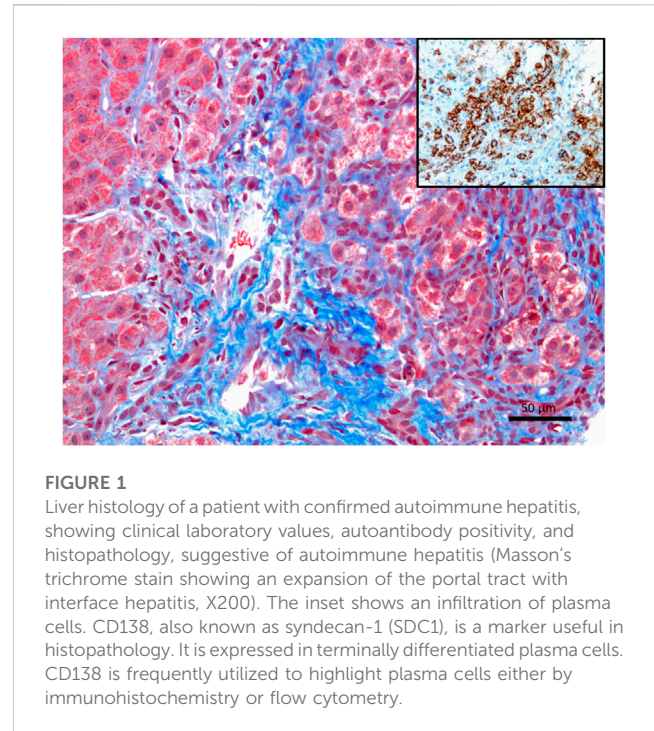 50 µm
FIGURE 1
Liver histology of a patient with confirmed autoimmune hepatitis,
showing clinical laboratory values, autoantibody positivity, and
histopathology, suggestive of autoimmune hepatitis (Masson's
trichrome stain showing an expansion of the portal tract with
interface hepatitis, X200). The inset shows an infiltration of plasma
cells. CD138, also known as syndecan-1 (SDC1), is a marker useful in
histopathology. It is expressed in terminally differentiated plasma cells.
CD138 is frequently utilized to highlight plasma cells either by
immunohistochemistry or flow cytometry.